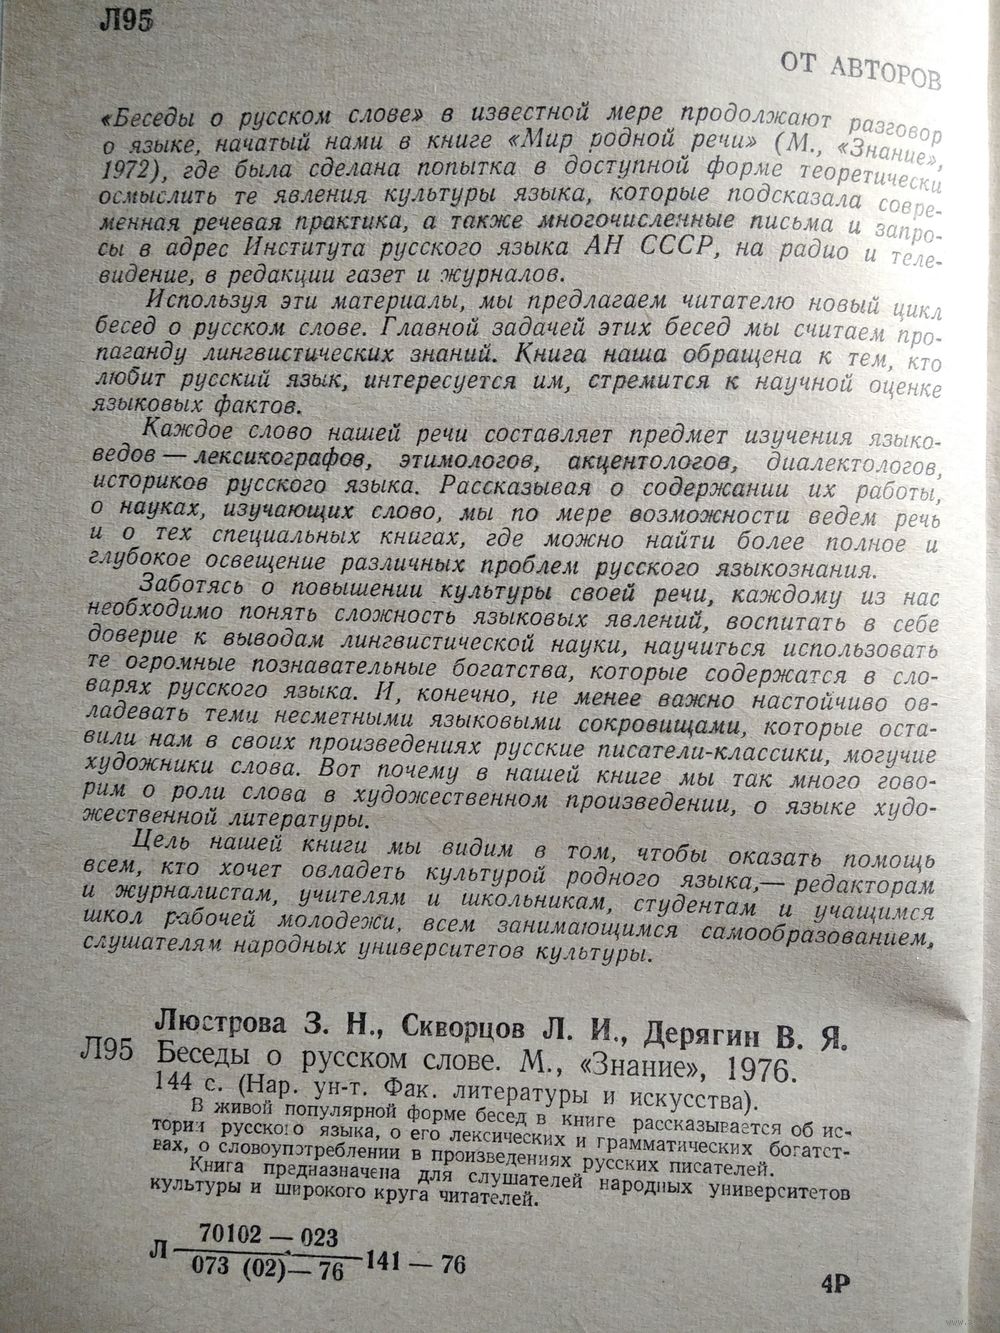 Л95
ОТ АВТОРОВ
«Беседы о русском слове» в известной мере продолжают разговор
о языке, начатый нами в книге «Мир родной речи» (М., «Знание»,
1972), где была сделана попытка в доступной форме теоретически
осмыслить те явления культуры языка, которые подсказала совре-
менная речевая практика, а также многочисленные письма и запро-
сы в адрес Института русского языка АН СССР, на радио и теле-
видение, в редакции газет и журналов.
Используя эти материалы, мы предлагаем читателю новый цикл
бесед о русском слове. Главной задачей этих бесед мы считаем про-
паганду лингвистических знаний. Книга наша обращена к тем, кто
любит русский язык, интересуется им, стремится к научной оценке
языковых фактов.
Каждое слово нашей речи составляет предмет изучения языко-
ведов — лексикографов, этимологов, акцентологов, диалектологов,
историков русского языка. Рассказывая о содержании их работы,
о науках, изучающих слово, мы по мере возможности ведем речь
и о тех специальных книгах, где можно найти более полное и
глубокое освещение различных проблем русского языкознания.
Заботясь о повышении культуры своей речи, каждому из нас
необходимо понять сложность языковых явлений, воспитать в себе
доверие к выводам лингвистической науки, научиться использовать
те огромные познавательные богатства, которые содержатся в сло-
варях русского языка. И, конечно, не менее важно настойчиво ов-
ладевать теми несметными языковыми сокровищами, которые оста-
вили нам в своих произведениях русские писатели-классики, могучие
художники слова. Вот почему в нашей книге мы так много гово-
рим о роли слова в художественном произведении, о языке худо-
жественной литературы.
Цель нашей книги мы видим в том, чтобы оказать помощь
всем, кто хочет овладеть культурой родного языка,— редакторам
и журналистам, учителям и школьникам, студентам и учащимся
школ рабочей молодежи, всем занимающимся самообразованием,
слушателям народных университетов культуры.
Люстрова З. Н., Скворцов Л. И., Дерягин В. Я.
Л95 Беседы о русском слове. М., «Знание», 1976.
144 с. (Нар. ун-т. Фак. литературы и искусства).
В живой популярной форме бесед в книге рассказывается об ис-
тории русского языка, о его лексических и грамматических богатст-
вах, о словоупотреблении в произведениях русских писателей.
Книга предназначена для слушателей народных университетов
культуры и широкого круга читателей.
70102 — 023
Л 141 — 76
073 (02) — 76
4Р